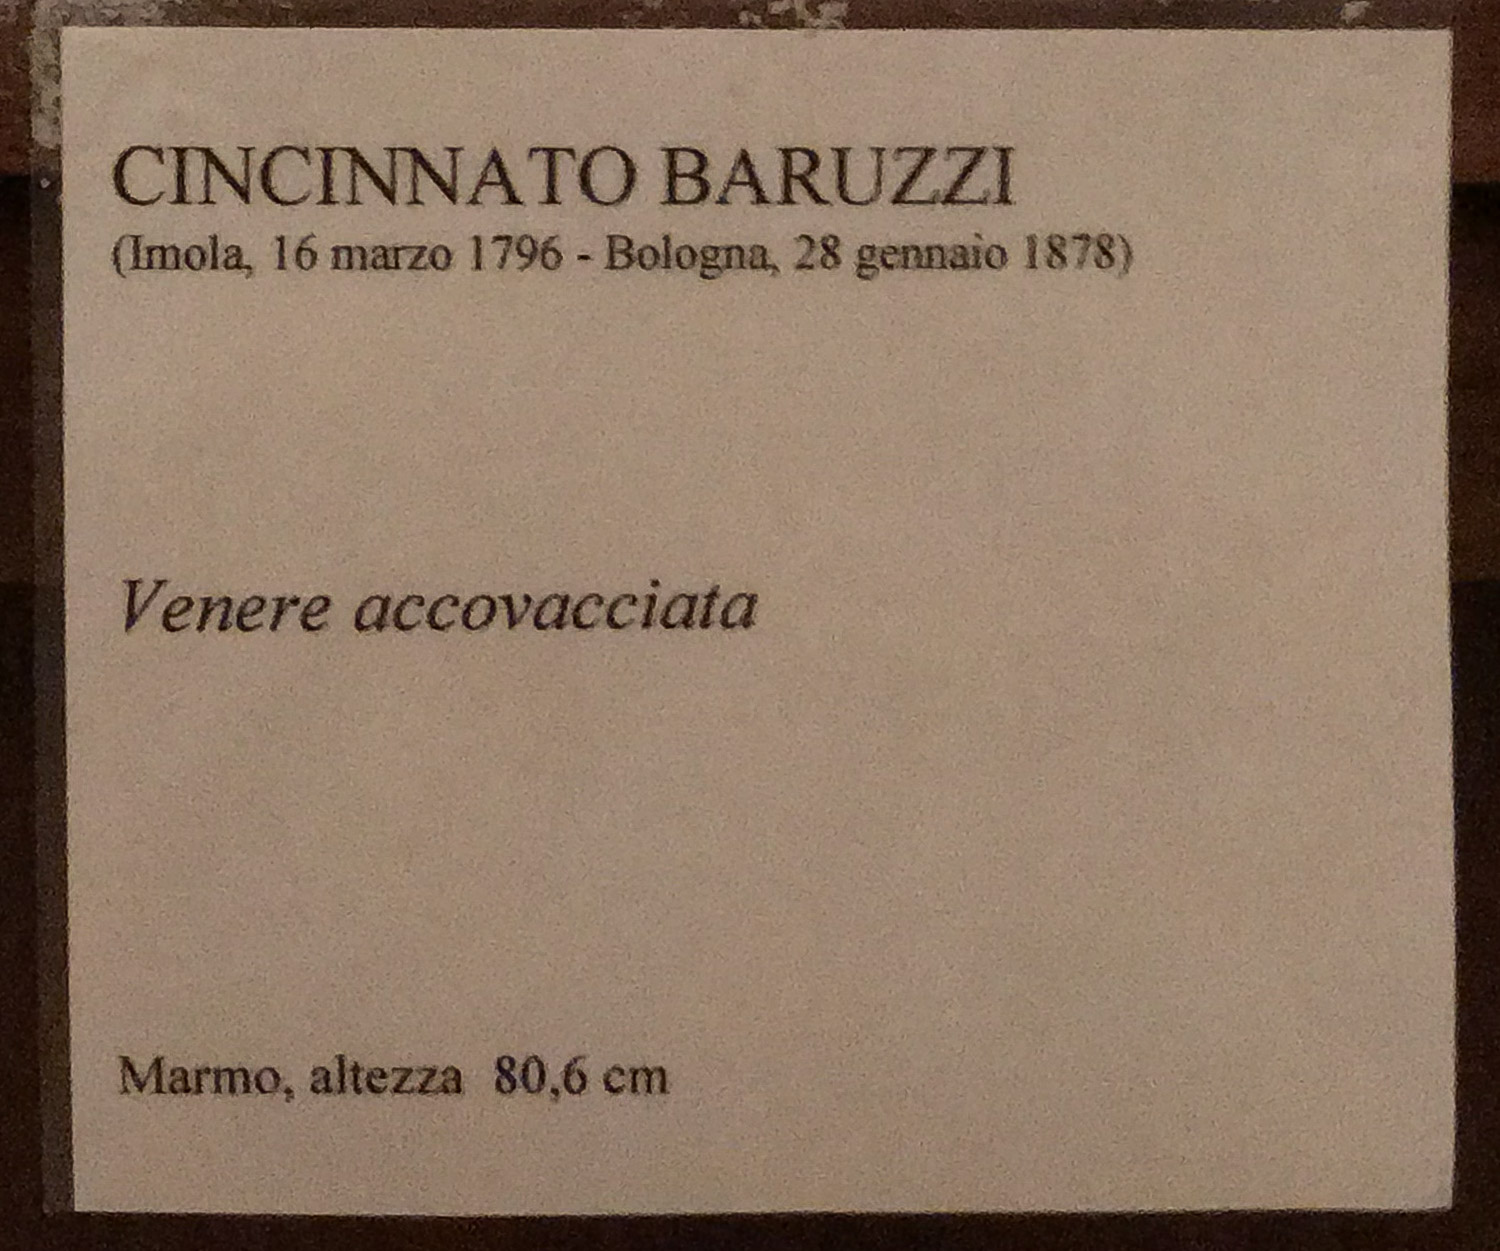 CINCINNATO BARUZZI
(Imola, 16 marzo 1796 - Bologna, 28 gennaio 1878)
Venere accovacciata
Marmo, altezza 80,6 cm